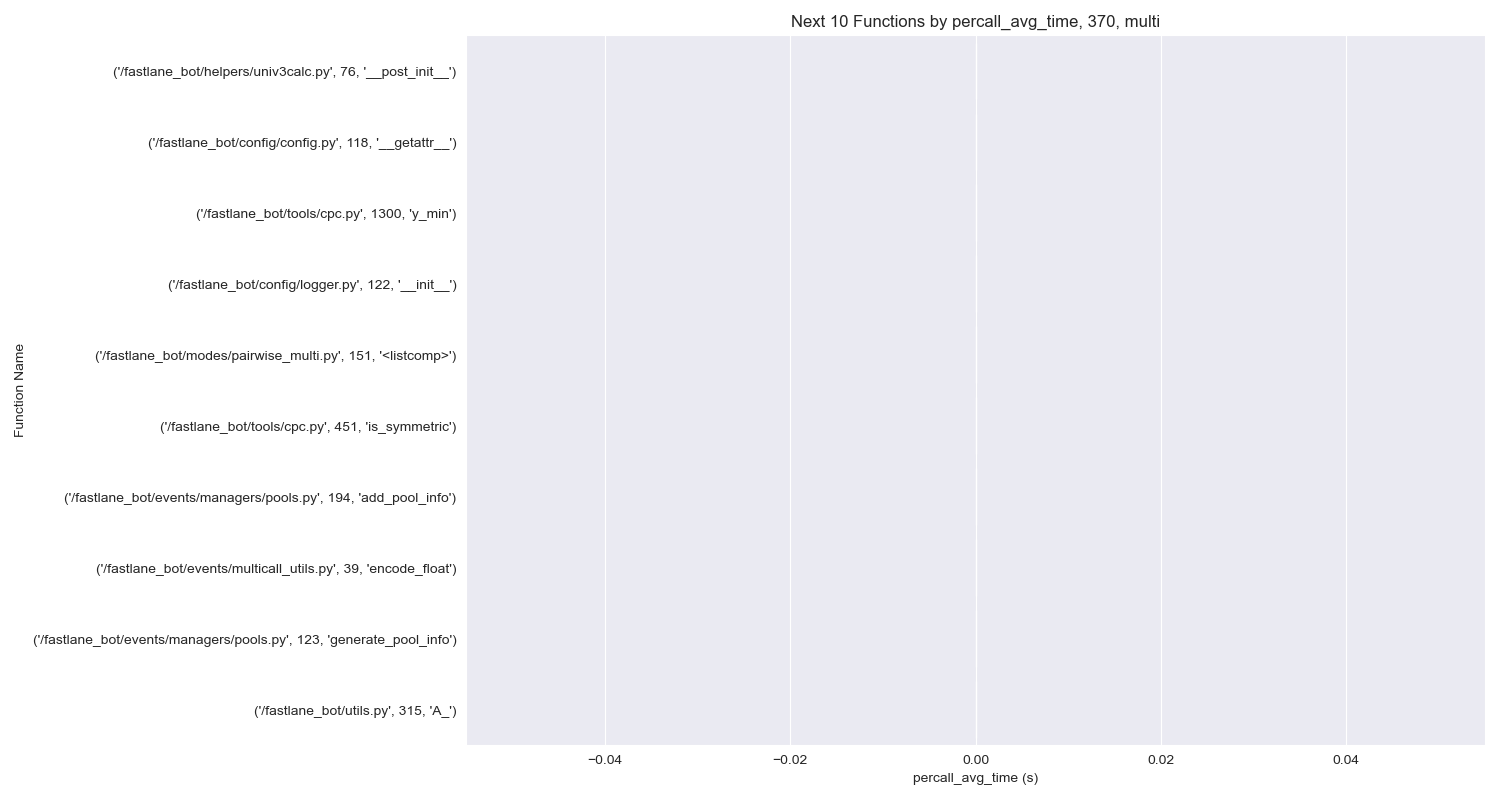 Next 10 Functions by percall_avg_time, 370, multi
('/fastlane_bot/helpers/univ3calc.py', 76, '__post_init__')
('/fastlane_bot/config/config.py', 118, '__getattr__')
('/fastlane_bot/tools/cpc.py', 1300, 'y_min')
('/fastlane_bot/config/logger.py', 122, '__init__')
('/fastlane_bot/modes/pairwise_multi.py', 151, '<listcomp>')
('/fastlane_bot/tools/cpc.py', 451, 'is_symmetric')
('/fastlane_bot/events/managers/pools.py', 194, 'add_pool_info')
('/fastlane_bot/events/multicall_utils.py', 39, 'encode_float')
('/fastlane_bot/events/managers/pools.py', 123, 'generate_pool_info')
('/fastlane_bot/utils.py', 315, 'A_')
Function Name
−0.04 −0.02 0.00 0.02 0.04
percall_avg_time (s)